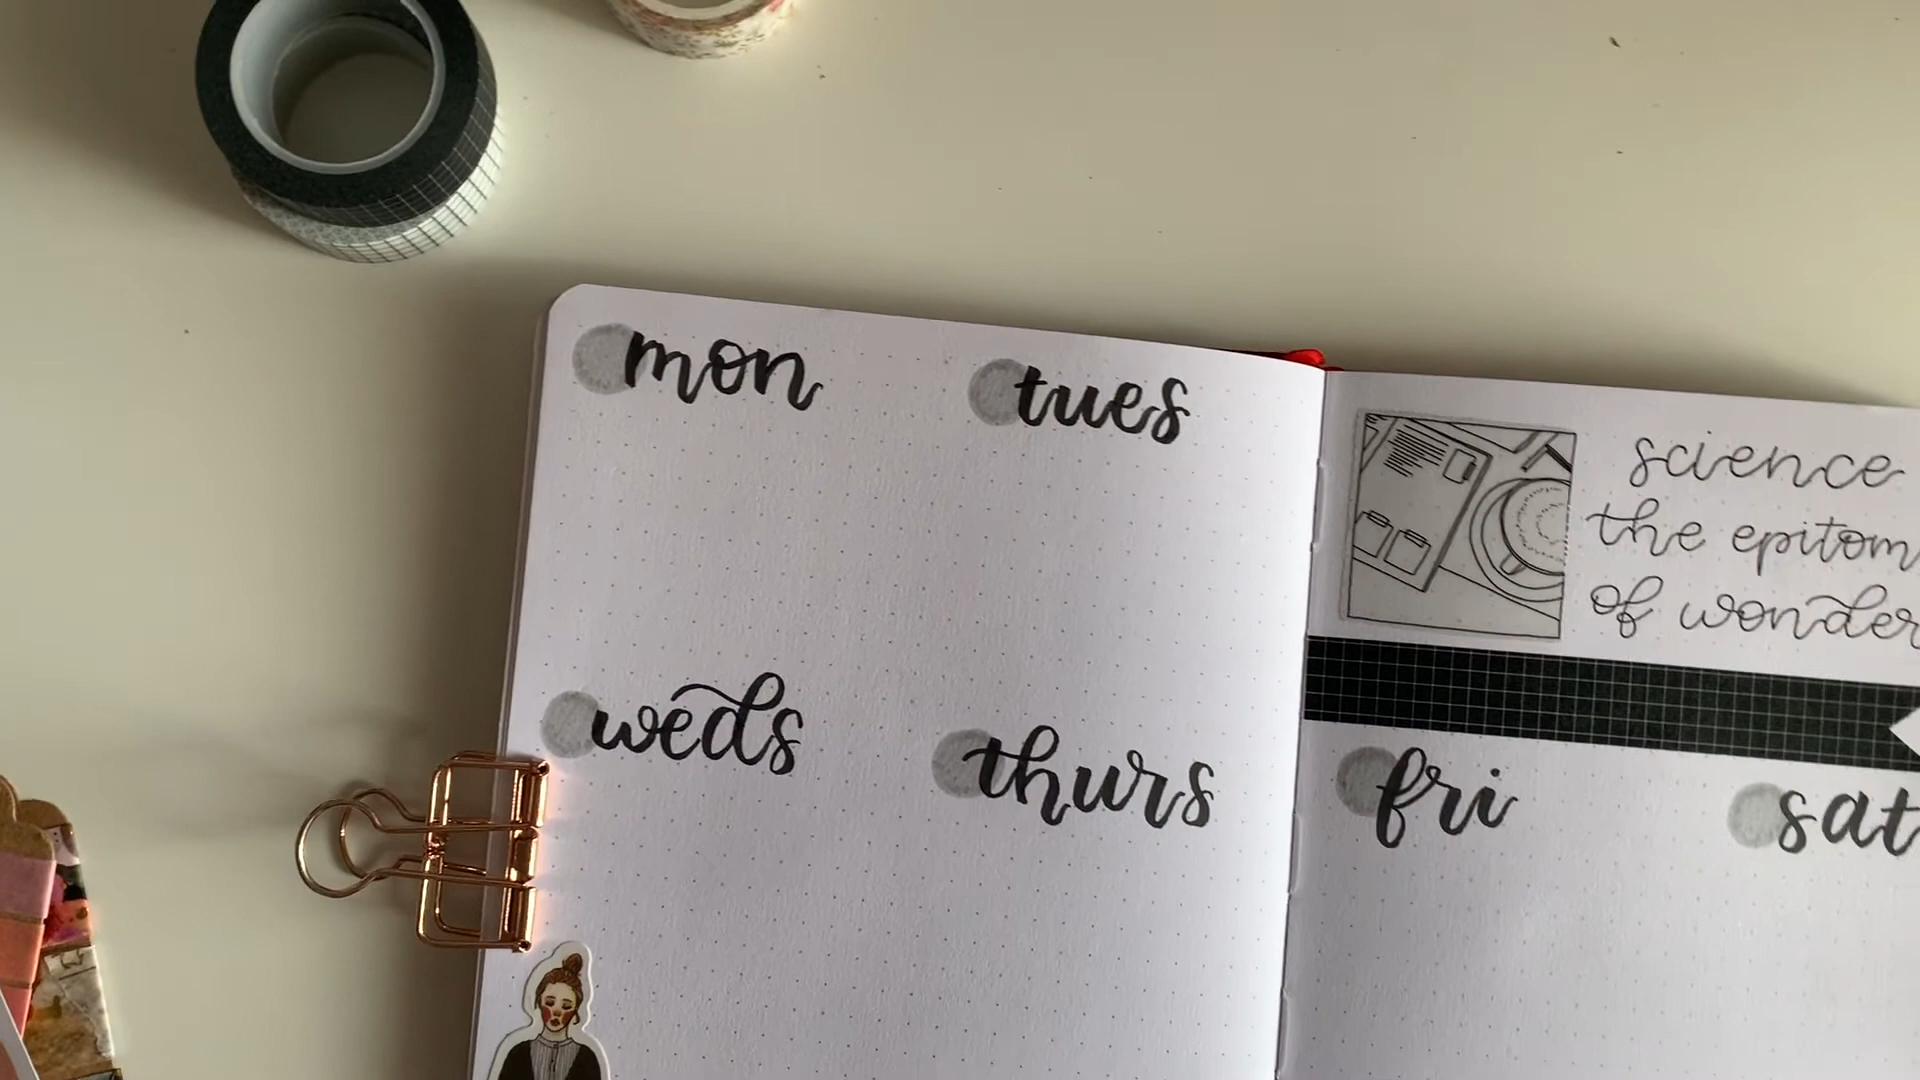 mon
tues
weds
thurs
science
the epitom
of wonder
fri
sat